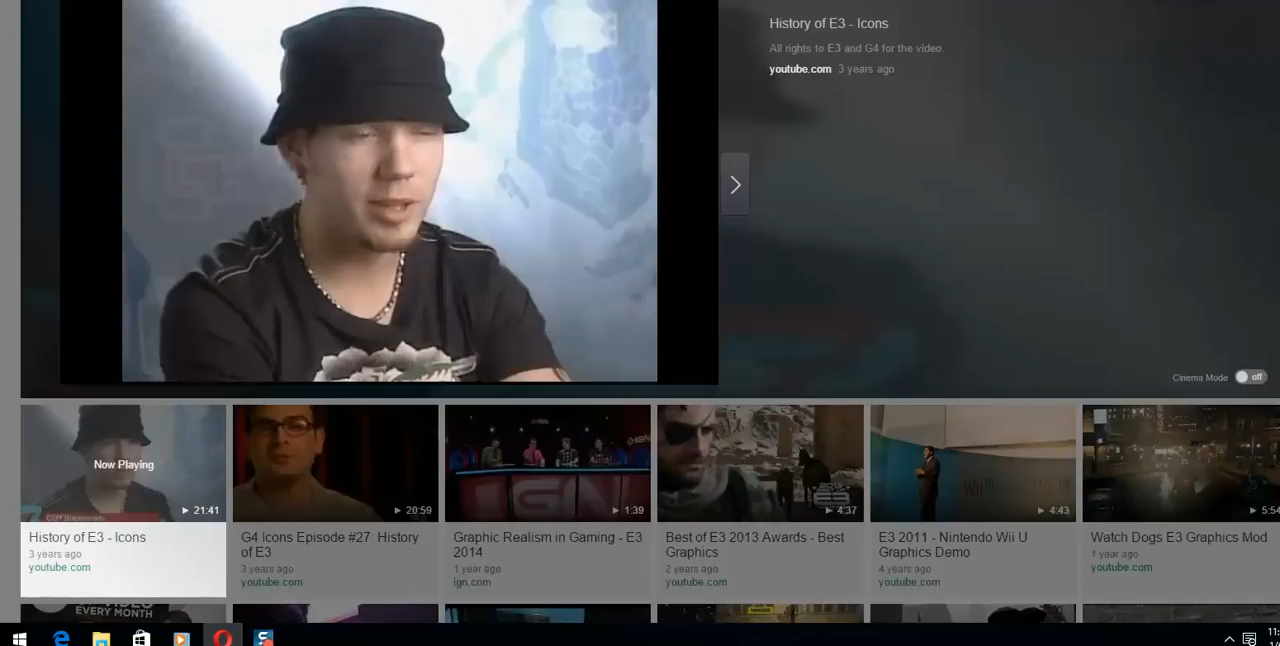 History of E3 - Icons
All rights to E3 and G4 for the video.
youtube.com 3 years ago
Cinema Mode off
Now Playing
21:41
20:59
IGN
1:39
2013
E3
4:37
4:43
5:54
History of E3 - Icons
3 years ago
youtube.com
G4 Icons Episode #27: History
of E3
3 years ago
youtube.com
Graphic Realism in Gaming - E3
2014
1 year ago
ign.com
Best of E3 2013 Awards - Best
Graphics
2 years ago
youtube.com
E3 2011 - Nintendo Wii U
Graphics Demo
4 years ago
youtube.com
Watch Dogs E3 Graphics Mod
1 year ago
youtube.com
EVERY MONTH